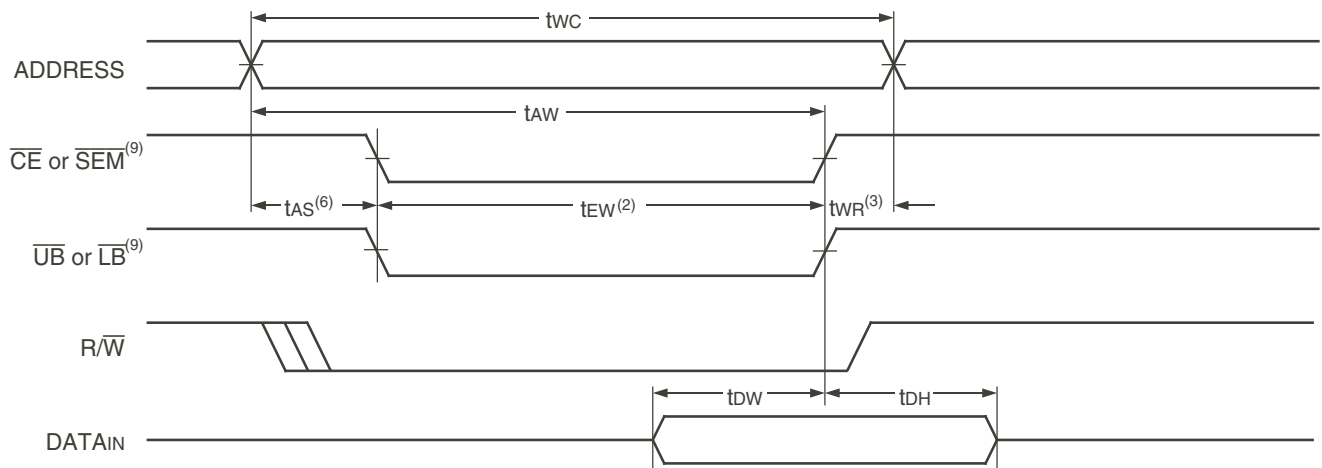 tWC
ADDRESS
tAW
CE or SEM(9)
tAS(6)
tEW(2)
tWR(3)
UB or LB(9)
R/W
tDW
tDH
DATAIN